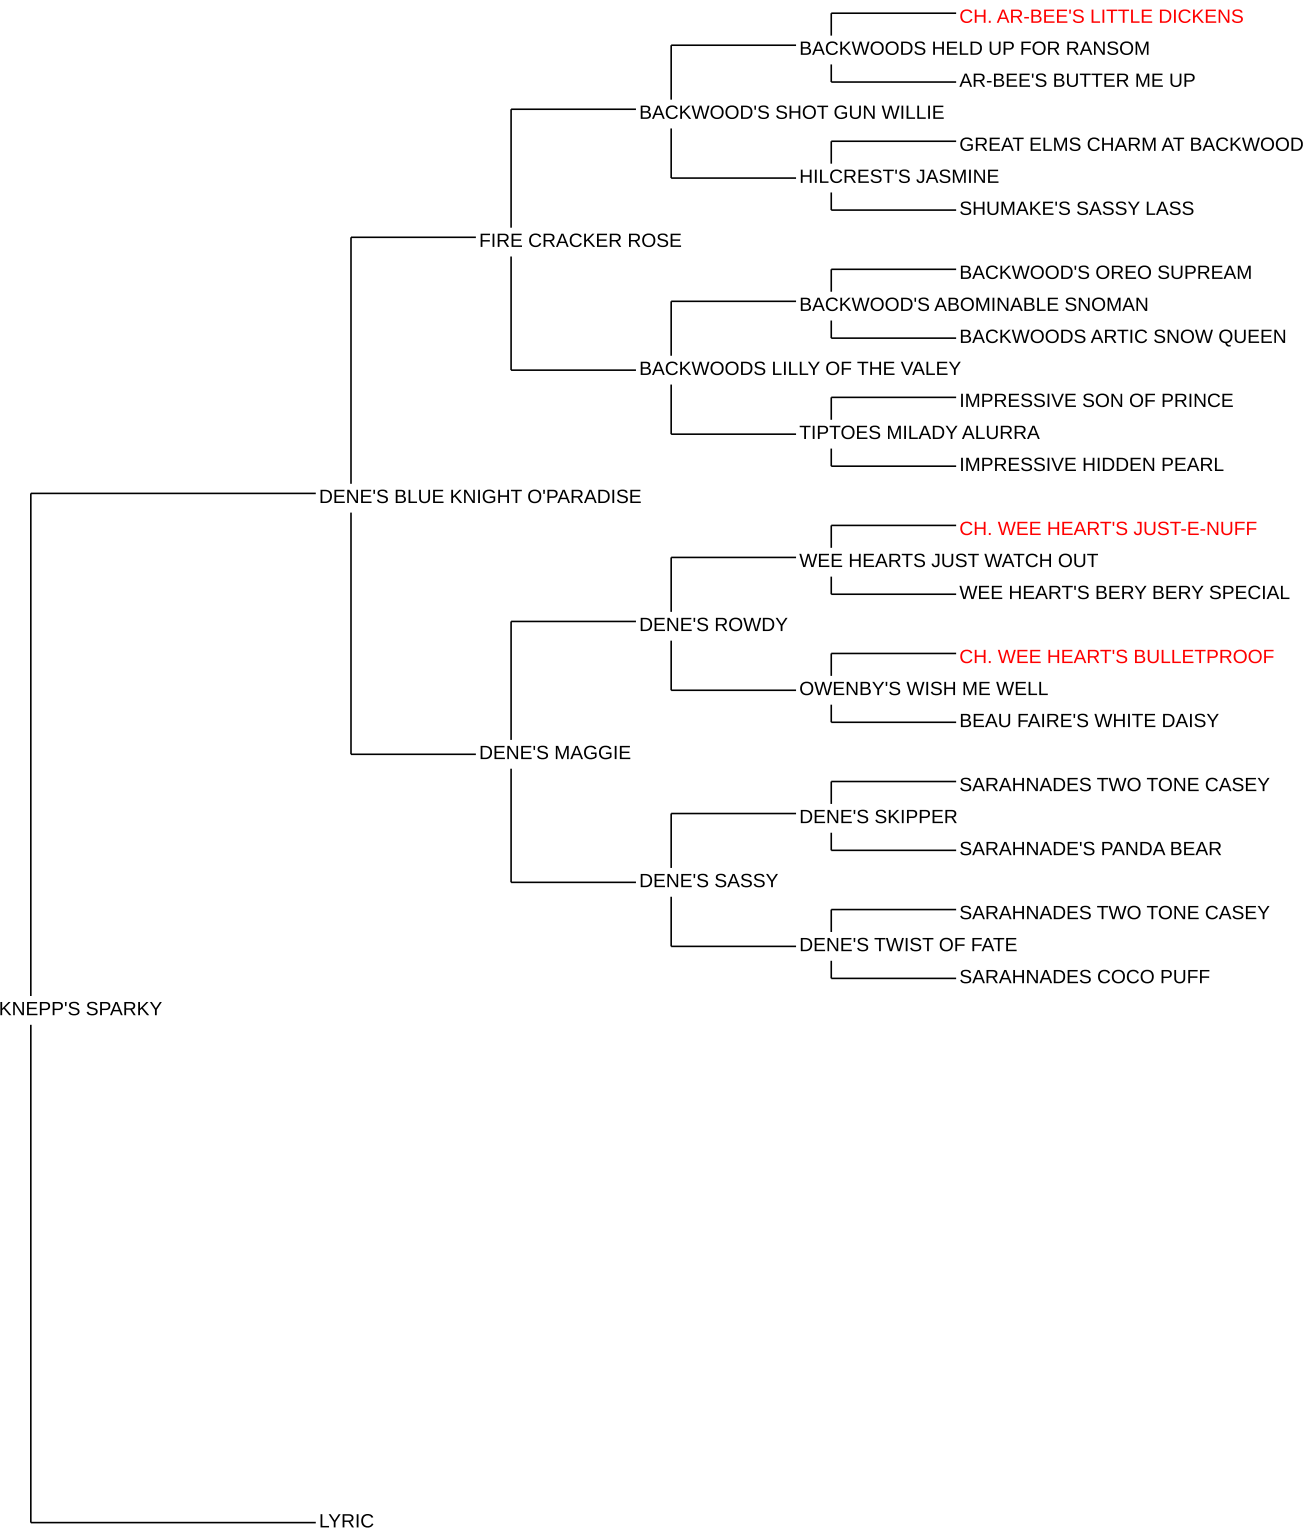 CH. AR-BEE'S LITTLE DICKENS
BACKWOODS HELD UP FOR RANSOM
AR-BEE'S BUTTER ME UP
BACKWOOD'S SHOT GUN WILLIE
GREAT ELMS CHARM AT BACKWOOD
HILCREST'S JASMINE
SHUMAKE'S SASSY LASS
FIRE CRACKER ROSE
BACKWOOD'S OREO SUPREAM
BACKWOOD'S ABOMINABLE SNOMAN
BACKWOODS ARTIC SNOW QUEEN
BACKWOODS LILLY OF THE VALEY
IMPRESSIVE SON OF PRINCE
TIPTOES MILADY ALURRA
IMPRESSIVE HIDDEN PEARL
DENE'S BLUE KNIGHT O'PARADISE
CH. WEE HEART'S JUST-E-NUFF
WEE HEARTS JUST WATCH OUT
WEE HEART'S BERY BERY SPECIAL
DENE'S ROWDY
CH. WEE HEART'S BULLETPROOF
OWENBY'S WISH ME WELL
BEAU FAIRE'S WHITE DAISY
DENE'S MAGGIE
SARAHNADES TWO TONE CASEY
DENE'S SKIPPER
SARAHNADE'S PANDA BEAR
DENE'S SASSY
SARAHNADES TWO TONE CASEY
DENE'S TWIST OF FATE
SARAHNADES COCO PUFF
KNEPP'S SPARKY
LYRIC